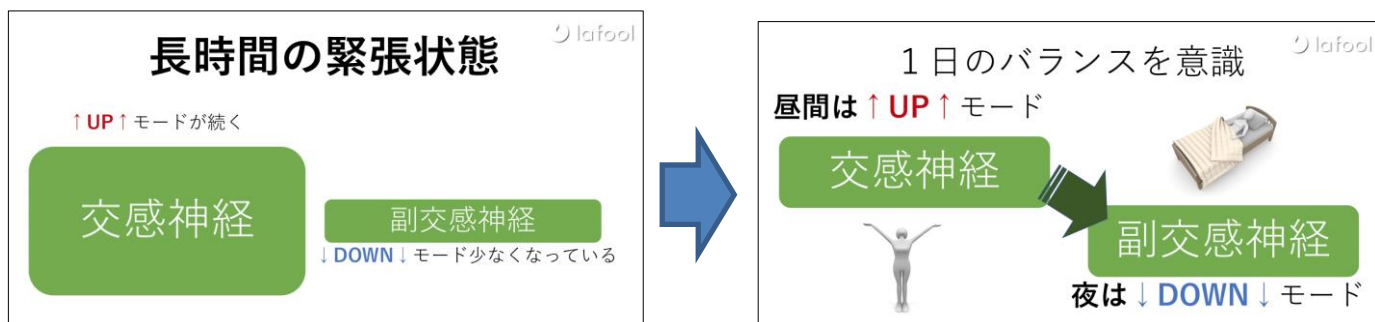 lafool
長時間の緊張状態
↑UP↑モードが続く
交感神経
副交感神経
↓DOWN↓モード少なくなっている
lafool
1日のバランスを意識
昼間は↑UP↑モード
交感神経
副交感神経
夜は↓DOWN↓モード